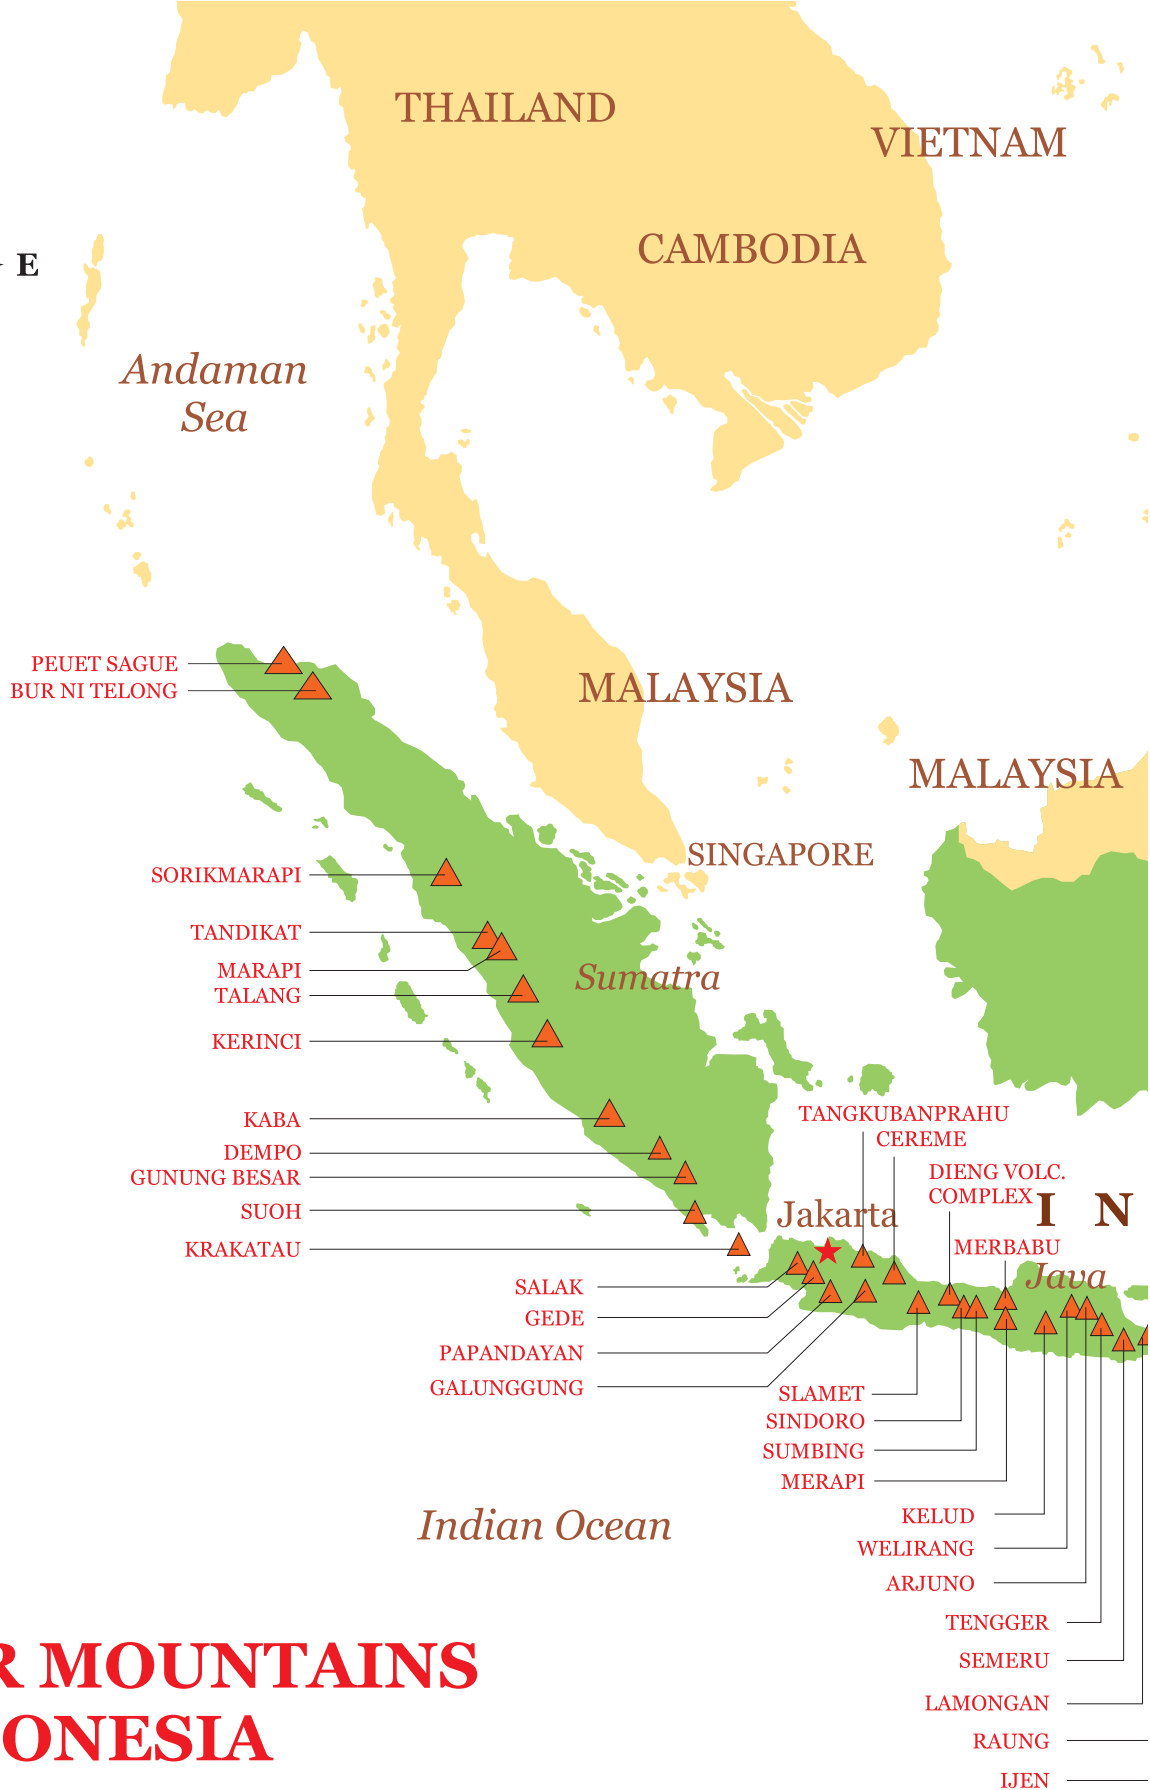 THAILAND
VIETNAM
CAMBODIA
E
Andaman
Sea
PEUET SAGUE
BUR NI TELONG
MALAYSIA
MALAYSIA
SINGAPORE
SORIKMARAPI
TANDIKAT
MARAPI
Sumatra
TALANG
KERINCI
KABA
TANGKUBANPRAHU
CEREME
DEMPO
GUNUNG BESAR
DIENG VOLC.
COMPLEX
I N
SUOH
Jakarta
KRAKATAU
MERBABU
Java
SALAK
GEDE
PAPANDAYAN
GALUNGGUNG
SLAMET
SINDORO
SUMBING
MERAPI
Indian Ocean
KELUD
WELIRANG
ARJUNO
TENGGER
SEMERU
LAMONGAN
RAUNG
IJEN
R MOUNTAINS
ONESIA